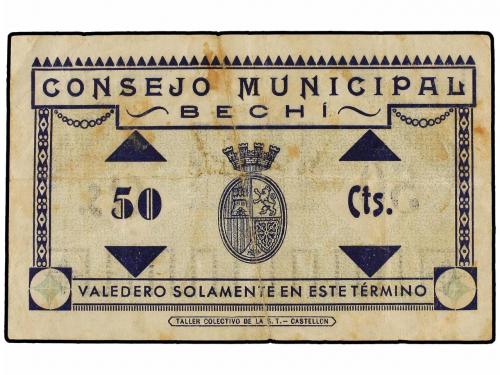 CONSEJO MUNICIPAL
BECHÍ
50 Cts.
VALEDERO SOLAMENTE EN ESTE TÉRMINO
TALLER COLECTIVO DE LA S.T. - CASTELLON